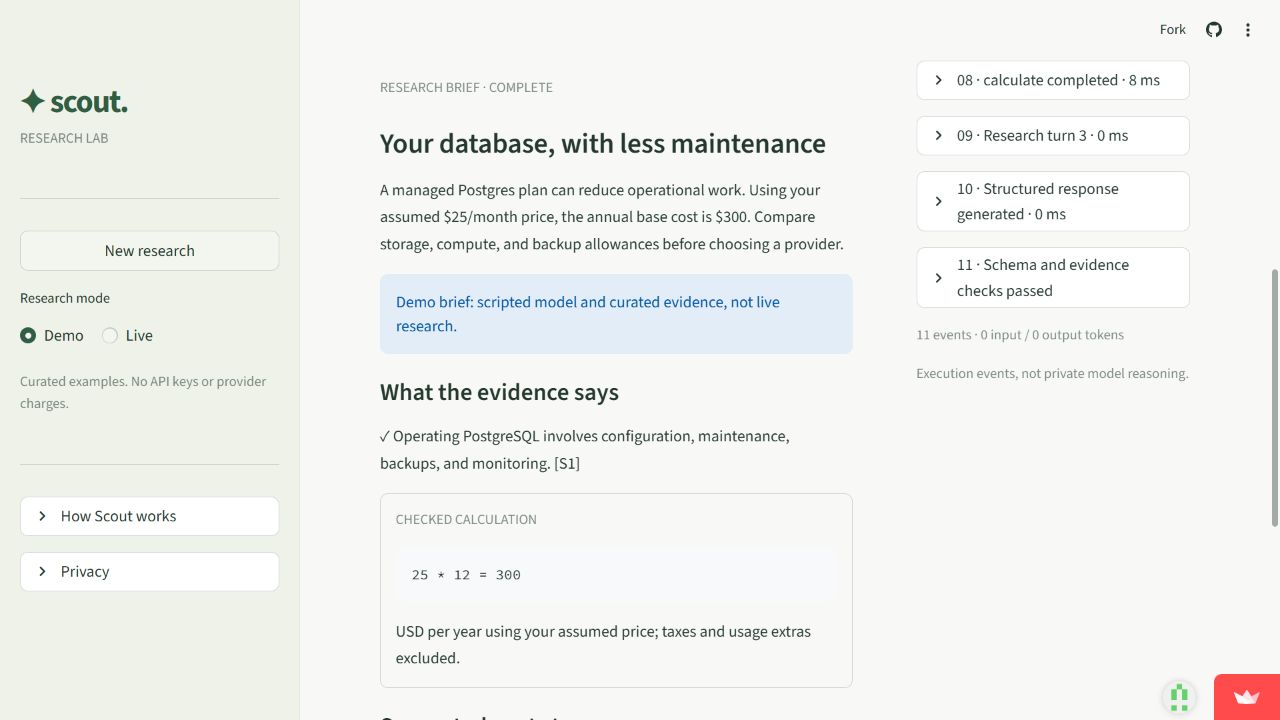 Fork
scout.
RESEARCH LAB
New research
Research mode
Demo
Live
Curated examples. No API keys or provider
charges.
How Scout works
Privacy
RESEARCH BRIEF · COMPLETE
Your database, with less maintenance
A managed Postgres plan can reduce operational work. Using your
assumed $25/month price, the annual base cost is $300. Compare
storage, compute, and backup allowances before choosing a provider.
Demo brief: scripted model and curated evidence, not live
research.
What the evidence says
✓ Operating PostgreSQL involves configuration, maintenance,
backups, and monitoring. [S1]
CHECKED CALCULATION
25 * 12 = 300
USD per year using your assumed price; taxes and usage extras
excluded.
08 · calculate completed · 8 ms
09 · Research turn 3 · 0 ms
10 · Structured response
generated · 0 ms
11 · Schema and evidence
checks passed
11 events · 0 input / 0 output tokens
Execution events, not private model reasoning.